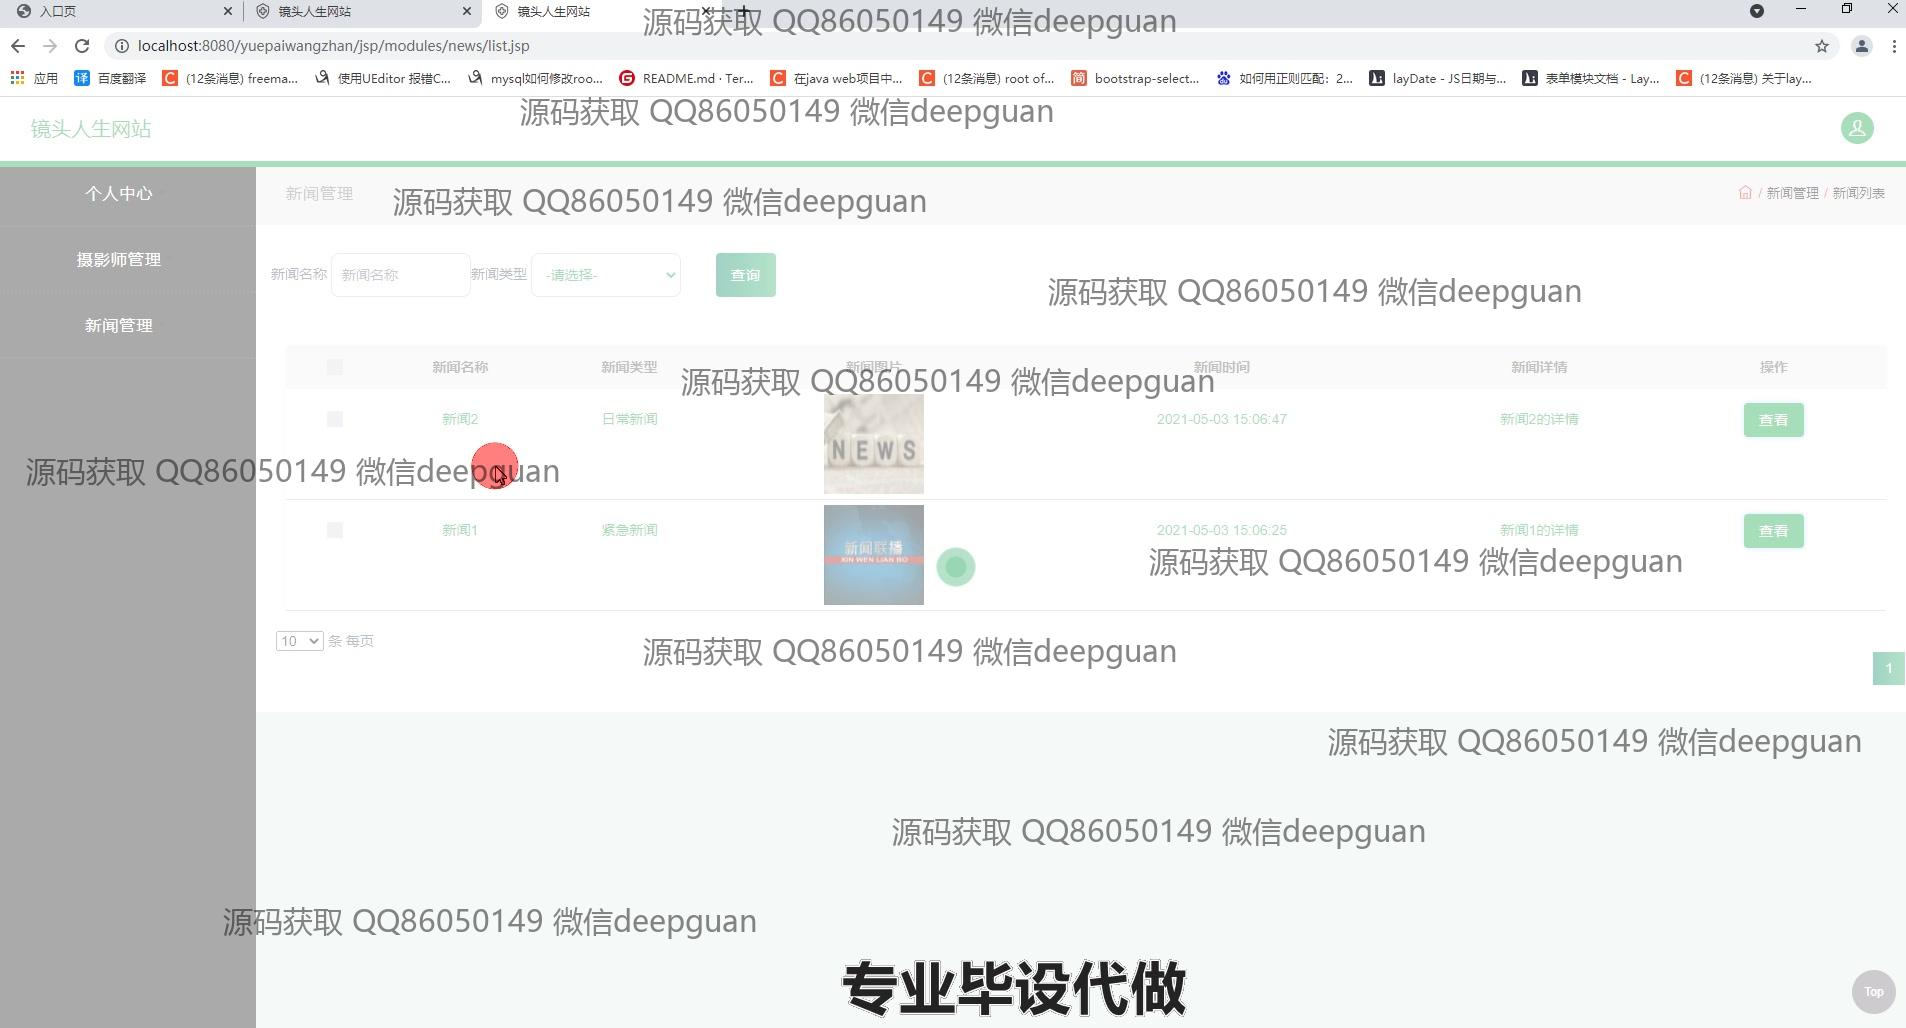 入口页
镜头人生网站
镜头人生网站
源码获取 QQ86050149 微信deepguan
localhost:8080/yuepaiwangzhan/jsp/modules/news/list.jsp
应用
百度翻译
(12条消息) freema...
使用UEditor 报错C...
mysql如何修改roo...
README.md · Ter...
在java web项目中...
(12条消息) root of...
bootstrap-select...
如何用正则匹配：2...
layDate - JS日期与...
表单模块文档 - Lay...
(12条消息) 关于lay...
源码获取 QQ86050149 微信deepguan
镜头人生网站
个人中心
摄影师管理
新闻管理
新闻管理
源码获取 QQ86050149 微信deepguan
/ 新闻管理 / 新闻列表
新闻名称 新闻名称 新闻类型 -请选择- 查询
源码获取 QQ86050149 微信deepguan
新闻名称 新闻类型 新闻图片 新闻时间 新闻详情 操作
源码获取 QQ86050149 微信deepguan
新闻2 日常新闻 2021-05-03 15:06:47 新闻2的详情 查看
NEWS
源码获取 QQ86050149 微信deepguan
新闻1 紧急新闻 2021-05-03 15:06:25 新闻1的详情 查看
新闻联播
XIN WEN LIAN BO
源码获取 QQ86050149 微信deepguan
10 条 每页
源码获取 QQ86050149 微信deepguan
1
源码获取 QQ86050149 微信deepguan
源码获取 QQ86050149 微信deepguan
源码获取 QQ86050149 微信deepguan
专业毕设代做
Top